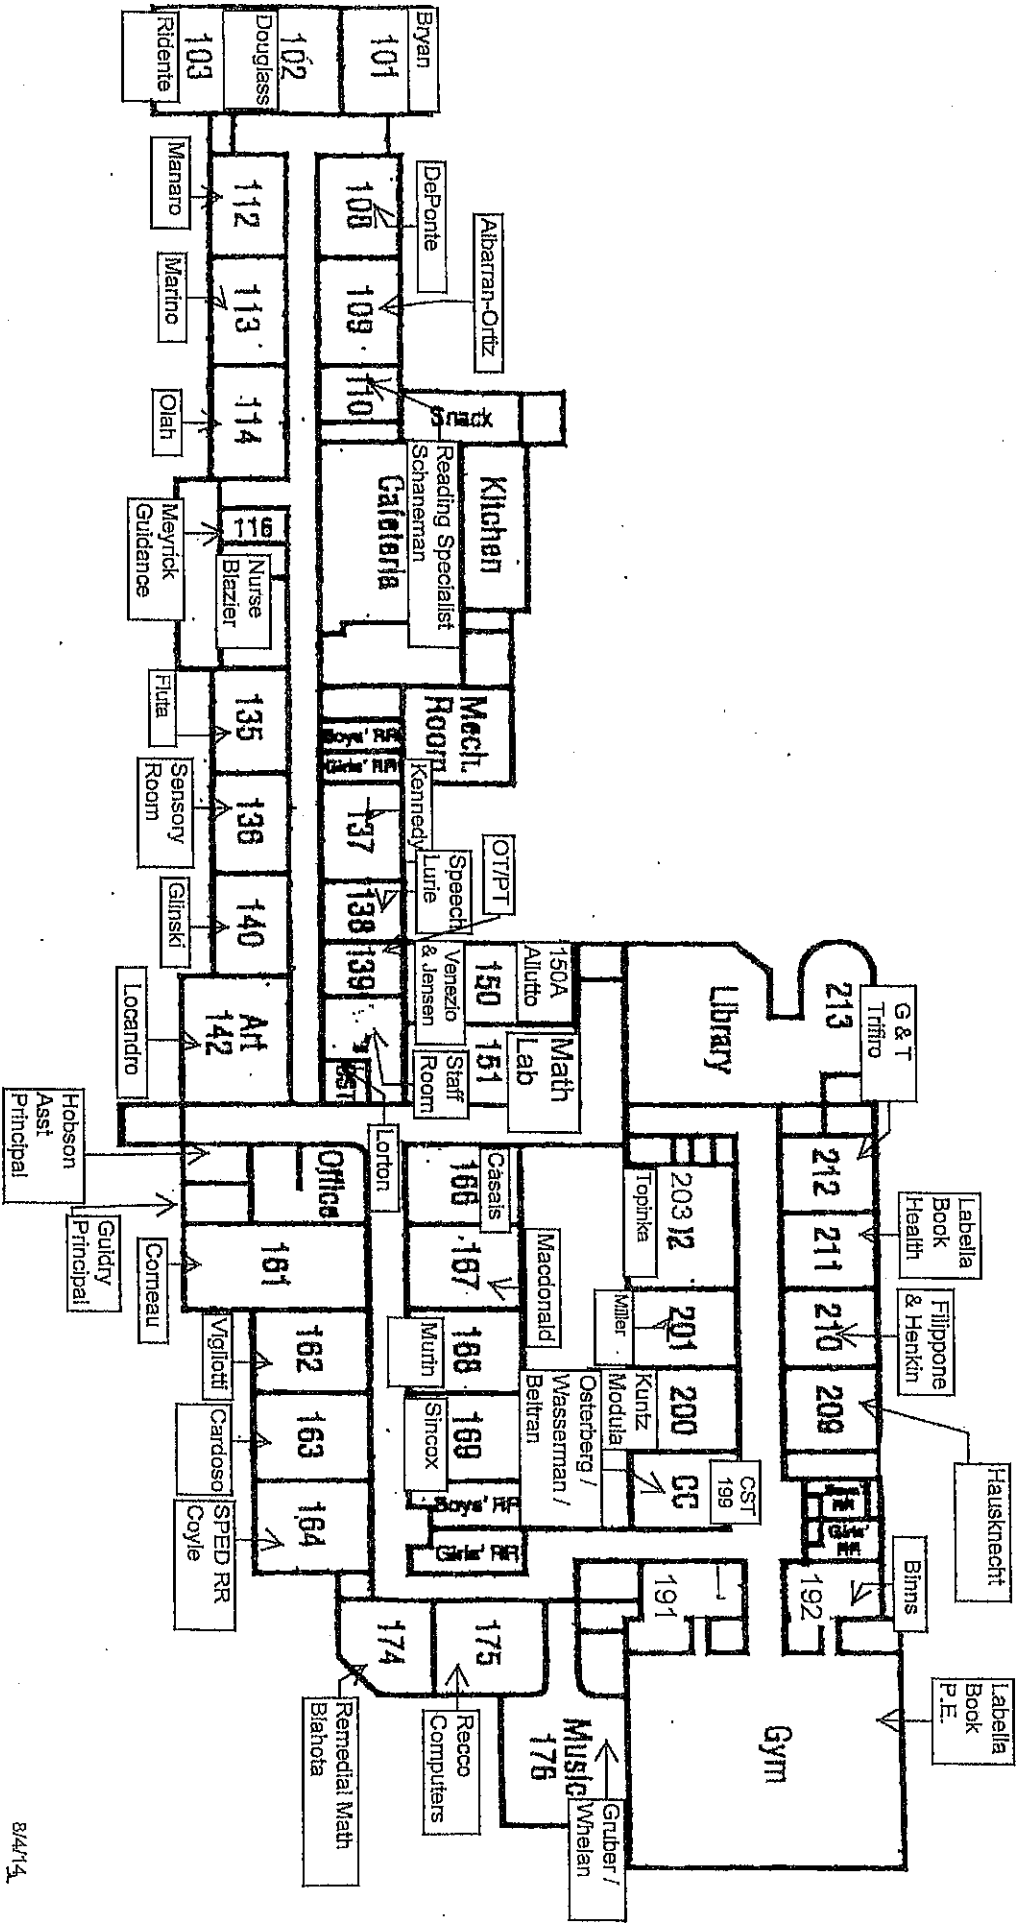 Labella
Book
P.E.
Hausknecht
Labella
Book
Health
Filippone
& Henkin
Binns
G & T
Trifiro
213
212
211
210
209
Boys'
RR
Girls'
RR
192
Gym
Library
CST
199
203
12
201
200
CC
191
Topinka
Miller
Kuntz
Modula
Osterberg /
Wasserman /
Beltran
Gruber /
Whelan
Music
176
150A
Allutto
Math
Lab
Macdonald
150
151
Venezio
& Jensen
Staff
Room
OT/PT
Speech
Lurie
Kennedy
Casais
166
167
168
169
Murin
Sincox
Boys' RR
Girls' RR
175
174
Recco
Computers
Remedial Math
Blahota
Snack
Kitchen
Mech.
Room
Reading Specialist
Schaneman
Cafeteria
Albarran-Ortiz
DePonte
Bryan
101
102
Douglass
103
Ridente
108
109
110
Boys' RR
Girls' RR
137
138
139
CST
Lorton
Office
161
162
163
164
112
113
114
116
Nurse
Blazier
135
136
140
Art
142
Manaro
Marino
Olah
Meyrick
Guidance
Fluta
Sensory
Room
Glinski
Locandro
Hobson
Asst
Principal
Guidry
Principal
Corneau
Vigliotti
Cardoso
SPED RR
Coyle
8/4/14